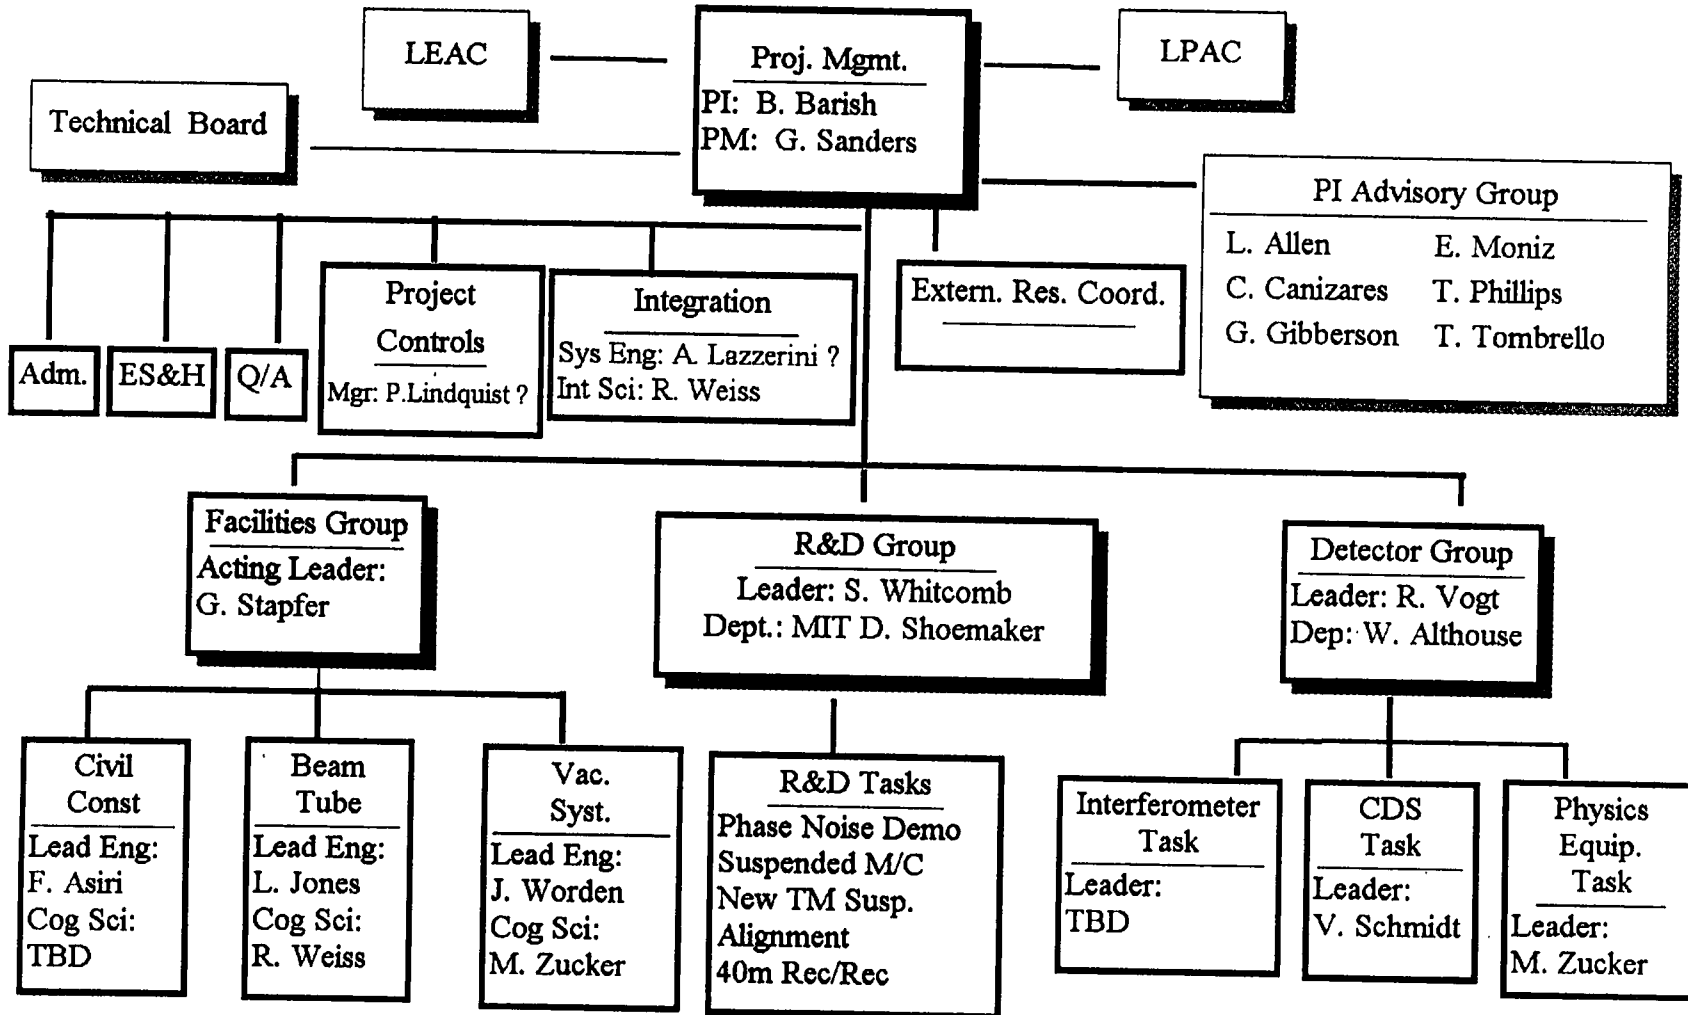 LEAC
Proj. Mgmt.
PI: B. Barish
PM: G. Sanders
LPAC
Technical Board
PI Advisory Group
L. Allen E. Moniz
C. Canizares T. Phillips
G. Gibberson T. Tombrello
Adm.
ES&H
Q/A
Project
Controls
Mgr: P.Lindquist ?
Integration
Sys Eng: A. Lazzerini ?
Int Sci: R. Weiss
Extern. Res. Coord.
Facilities Group
Acting Leader:
G. Stapfer
R&D Group
Leader: S. Whitcomb
Dept.: MIT D. Shoemaker
Detector Group
Leader: R. Vogt
Dep: W. Althouse
Civil
Const
Lead Eng:
F. Asiri
Cog Sci:
TBD
Beam
Tube
Lead Eng:
L. Jones
Cog Sci:
R. Weiss
Vac.
Syst.
Lead Eng:
J. Worden
Cog Sci:
M. Zucker
R&D Tasks
Phase Noise Demo
Suspended M/C
New TM Susp.
Alignment
40m Rec/Rec
Interferometer
Task
Leader:
TBD
CDS
Task
Leader:
V. Schmidt
Physics
Equip.
Task
Leader:
M. Zucker